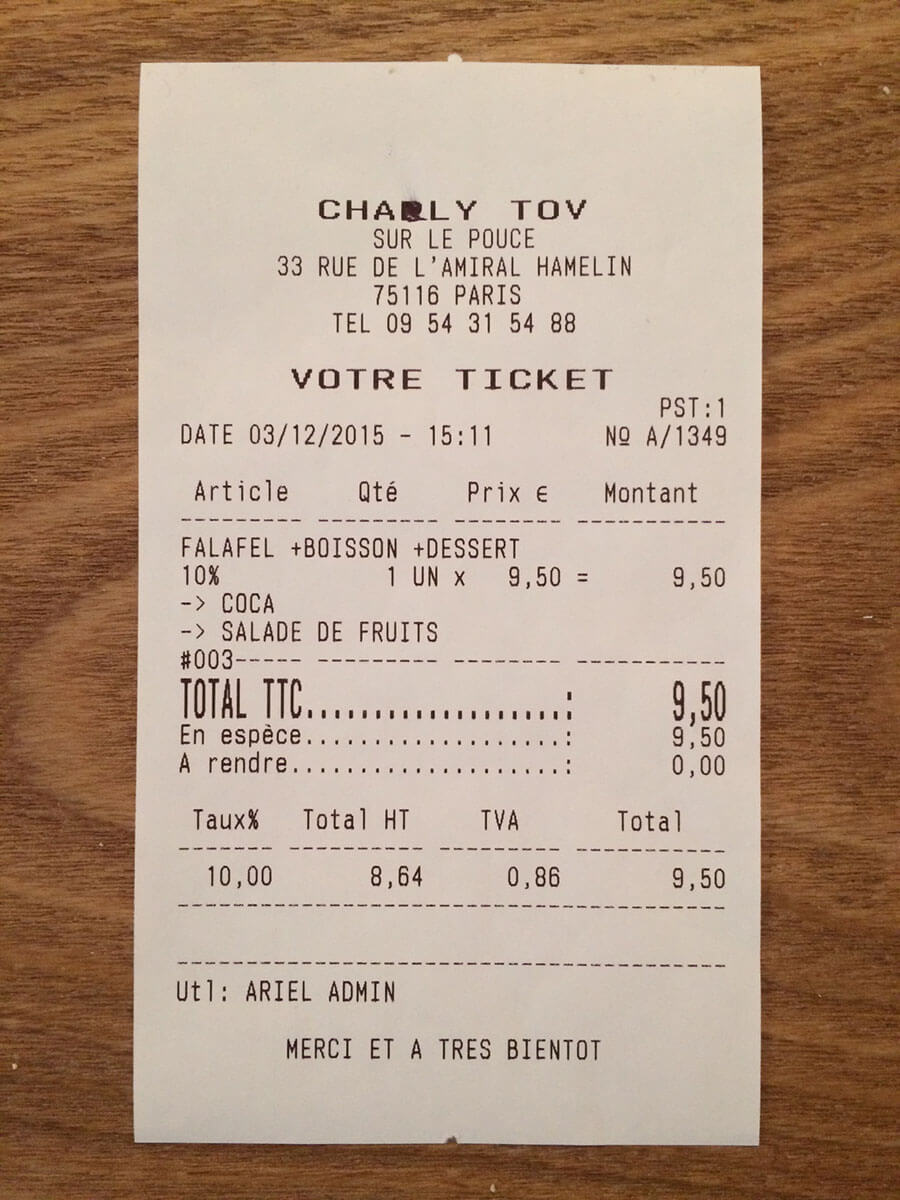 CHARLY TOV
SUR LE POUCE
33 RUE DE L'AMIRAL HAMELIN
75116 PARIS
TEL 09 54 31 54 88
VOTRE TICKET
PST:1
DATE 03/12/2015 - 15:11 Nº A/1349
Article Qté Prix € Montant
--------- --------- -------- -----------
FALAFEL +BOISSON +DESSERT
10% 1 UN x 9,50 = 9,50
-> COCA
-> SALADE DE FRUITS
#003----- --------- -------- -----------
TOTAL TTC...................: 9,50
En espèce...................: 9,50
A rendre....................: 0,00
Taux% Total HT TVA Total
------- ---------- --------- ---------
10,00 8,64 0,86 9,50
----------------------------------------
----------------------------------------
Utl: ARIEL ADMIN
MERCI ET A TRES BIENTOT